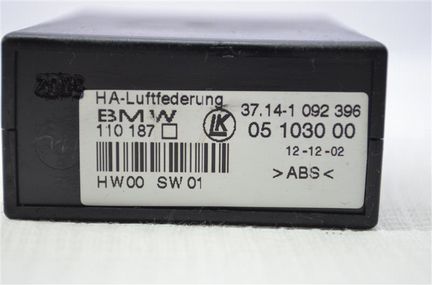 HA-Luftfederung
BMW LK 37.14-1 092 396
110 187 05 1030 00
12-12-02
HW00 SW01 >ABS<